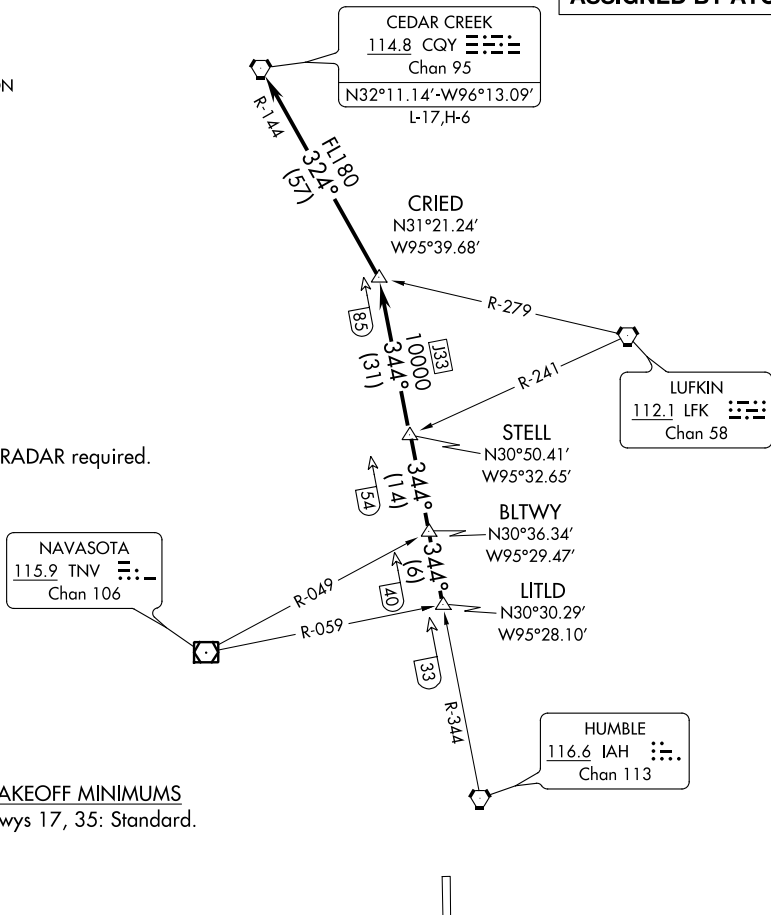 ASSIGNED BY ATC
CEDAR CREEK
114.8 CQY
Chan 95
N32°11.14'-W96°13.09'
L-17,H-6
ON
R-144
FL180
324°
(57)
CRIED
N31°21.24'
W95°39.68'
R-279
85
J33
10000
344°
(31)
R-241
LUFKIN
112.1 LFK
Chan 58
STELL
N30°50.41'
W95°32.65'
RADAR required.
54
344°
(14)
BLTWY
N30°36.34'
W95°29.47'
NAVASOTA
115.9 TNV
Chan 106
R-049
40
344°
(6)
LITLD
N30°30.29'
W95°28.10'
R-059
33
R-344
HUMBLE
116.6 IAH
Chan 113
AKEOFF MINIMUMS
wys 17, 35: Standard.